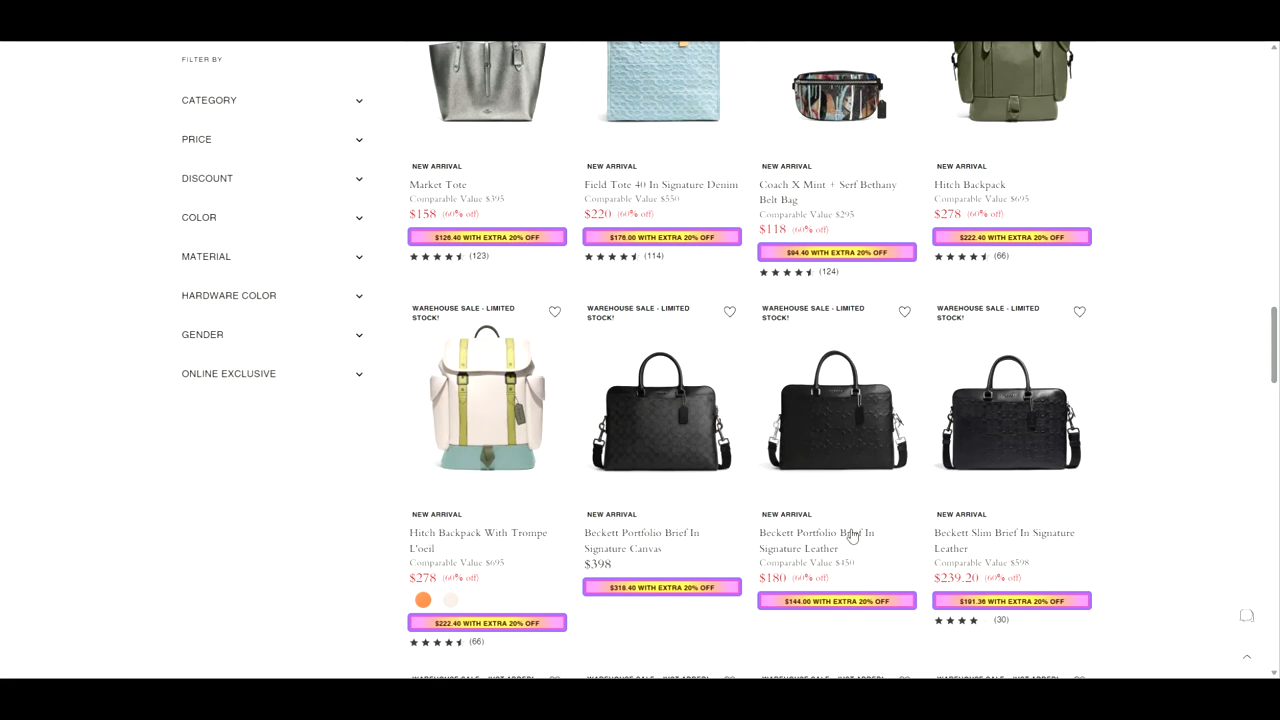 FILTER BY
CATEGORY
PRICE
DISCOUNT
COLOR
MATERIAL
HARDWARE COLOR
GENDER
ONLINE EXCLUSIVE
NEW ARRIVAL
Market Tote
Comparable Value $395
$158 (60% off)
$126.40 WITH EXTRA 20% OFF
(123)
NEW ARRIVAL
Field Tote 40 In Signature Denim
Comparable Value $550
$220 (60% off)
$176.00 WITH EXTRA 20% OFF
(114)
NEW ARRIVAL
Coach X Mint + Serf Bethany
Belt Bag
Comparable Value $295
$118 (60% off)
$94.40 WITH EXTRA 20% OFF
(124)
NEW ARRIVAL
Hitch Backpack
Comparable Value $695
$278 (60% off)
$222.40 WITH EXTRA 20% OFF
(66)
WAREHOUSE SALE - LIMITED
STOCK!
NEW ARRIVAL
Hitch Backpack With Trompe
L'oeil
Comparable Value $695
$278 (60% off)
$222.40 WITH EXTRA 20% OFF
(66)
WAREHOUSE SALE - LIMITED
STOCK!
NEW ARRIVAL
Beckett Portfolio Brief In
Signature Canvas
$398
$318.40 WITH EXTRA 20% OFF
WAREHOUSE SALE - LIMITED
STOCK!
NEW ARRIVAL
Beckett Portfolio Brief In
Signature Leather
Comparable Value $450
$180 (60% off)
$144.00 WITH EXTRA 20% OFF
WAREHOUSE SALE - LIMITED
STOCK!
NEW ARRIVAL
Beckett Slim Brief In Signature
Leather
Comparable Value $598
$239.20 (60% off)
$191.36 WITH EXTRA 20% OFF
(30)